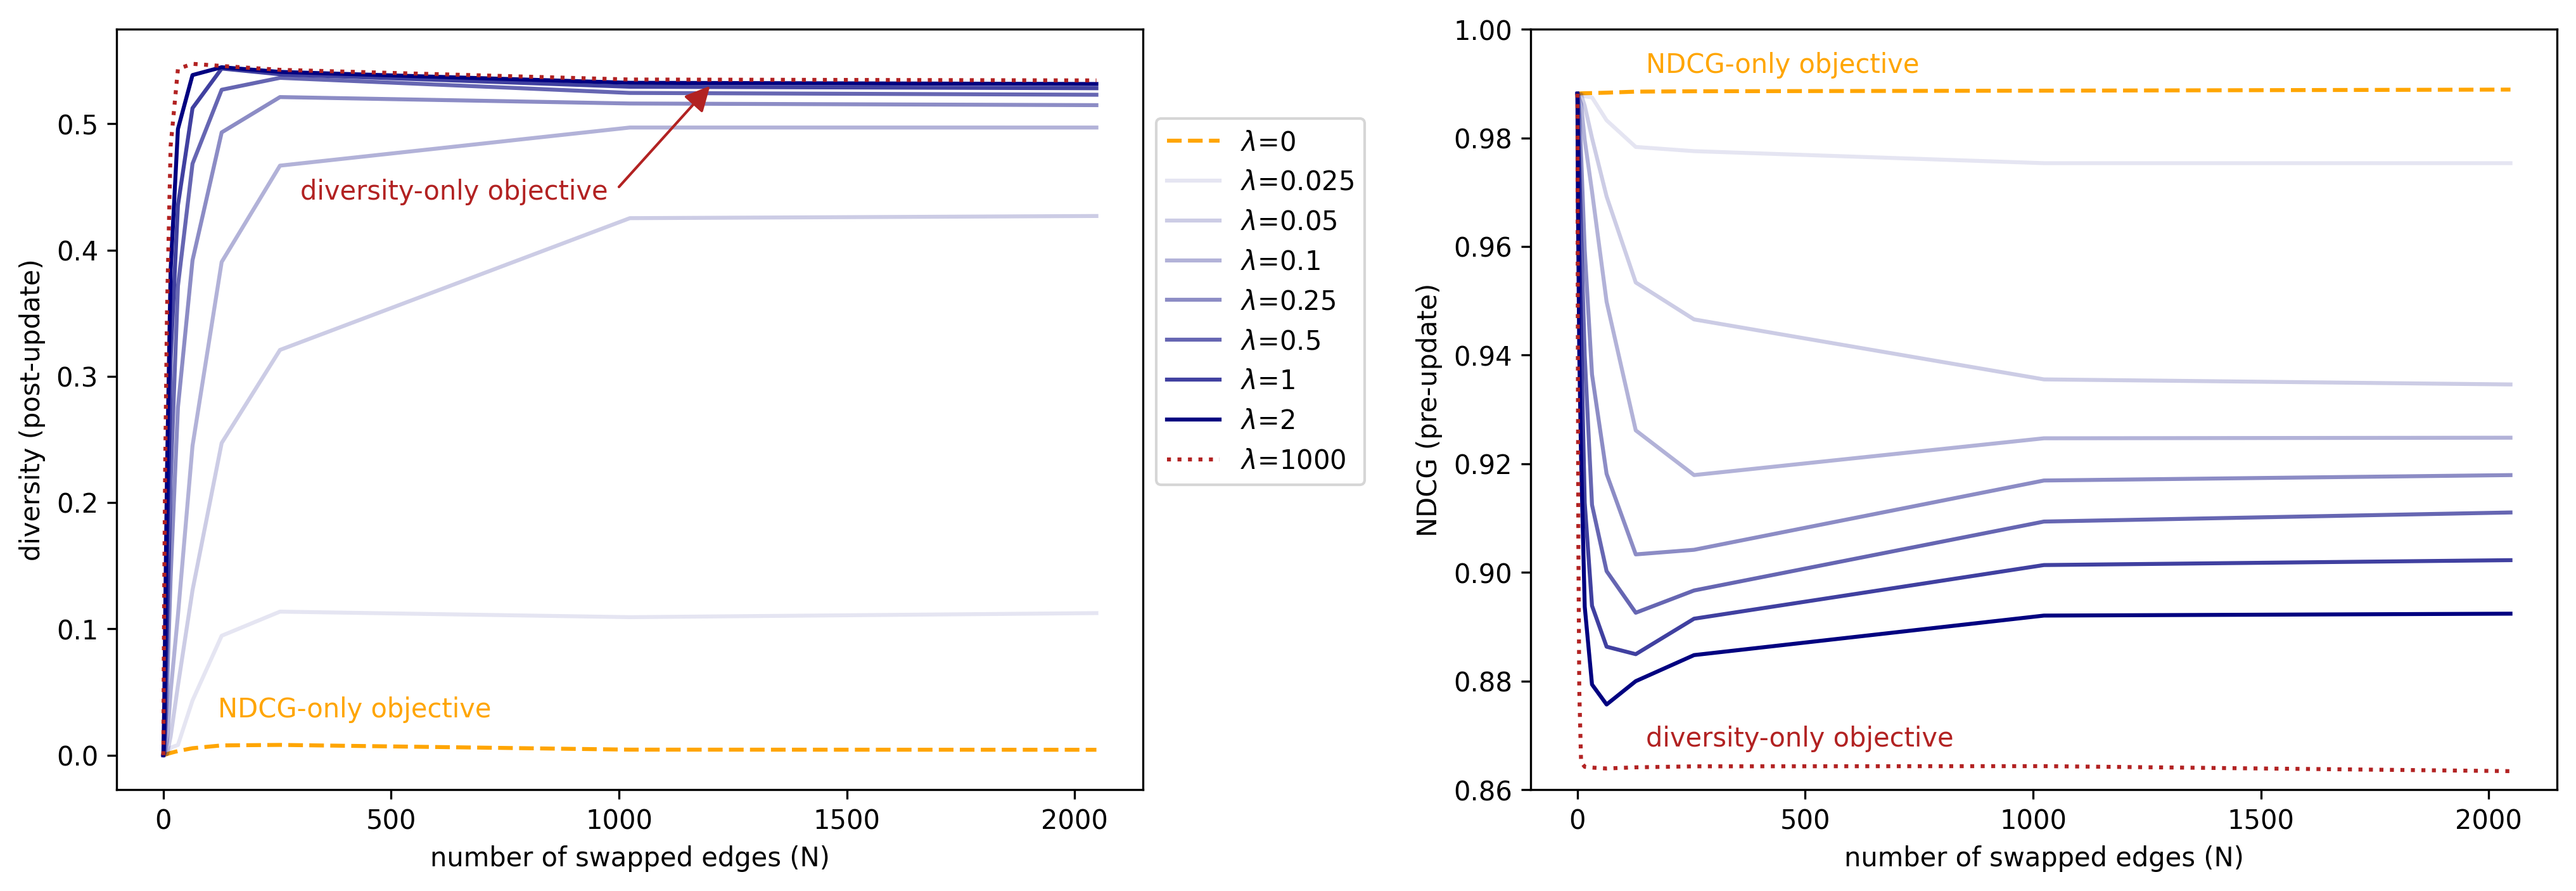 diversity (post-update)
0.5
0.4
0.3
0.2
0.1
0.0
diversity-only objective
NDCG-only objective
0
500
1000
1500
2000
number of swapped edges (N)
λ=0
λ=0.025
λ=0.05
λ=0.1
λ=0.25
λ=0.5
λ=1
λ=2
λ=1000
NDCG (pre-update)
1.00
0.98
0.96
0.94
0.92
0.90
0.88
0.86
NDCG-only objective
diversity-only objective
0
500
1000
1500
2000
number of swapped edges (N)